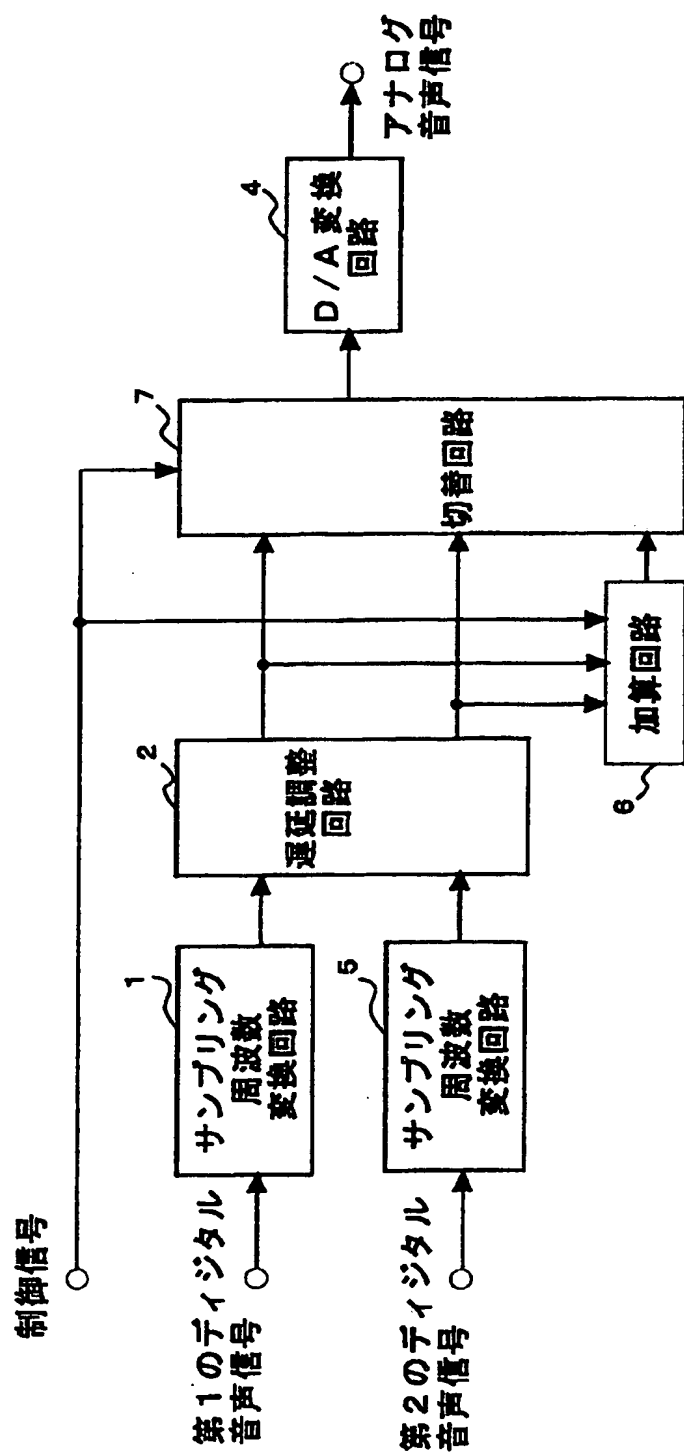 制御信号
第1のディジタル
音声信号
1
サンプリング
周波数
変換回路
第2のディジタル
音声信号
5
サンプリング
周波数
変換回路
2
遅延調整
回路
6
加算回路
7
切替回路
4
D/A変換
回路
アナログ
音声信号